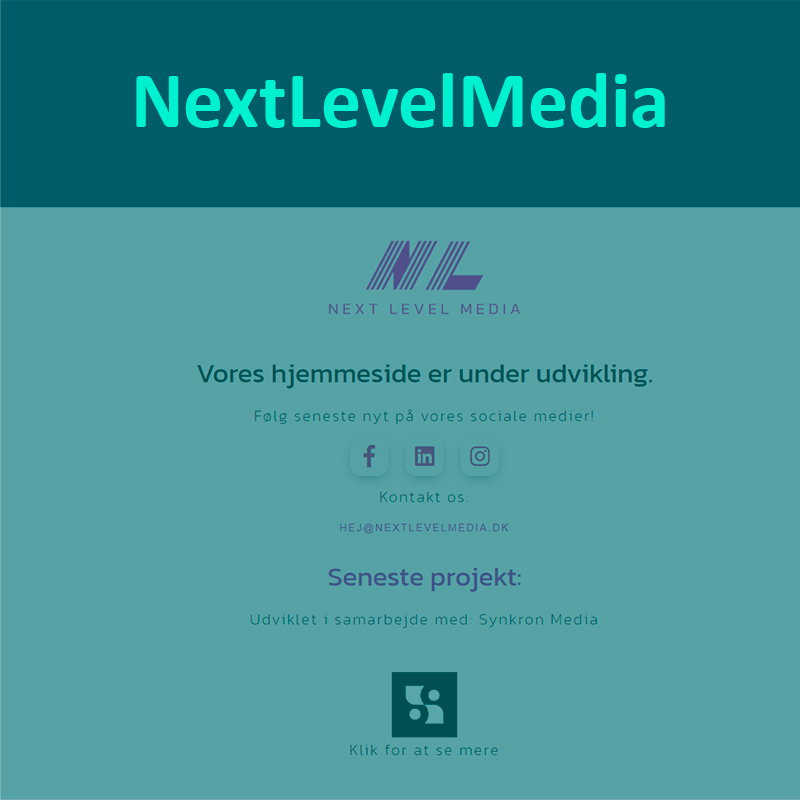 NextLevelMedia
NL
NEXT LEVEL MEDIA
Vores hjemmeside er under udvikling.
Følg seneste nyt på vores sociale medier!
Kontakt os:
HEJ@NEXTLEVELMEDIA.DK
Seneste projekt:
Udviklet i samarbejde med: Synkron Media
Klik for at se mere